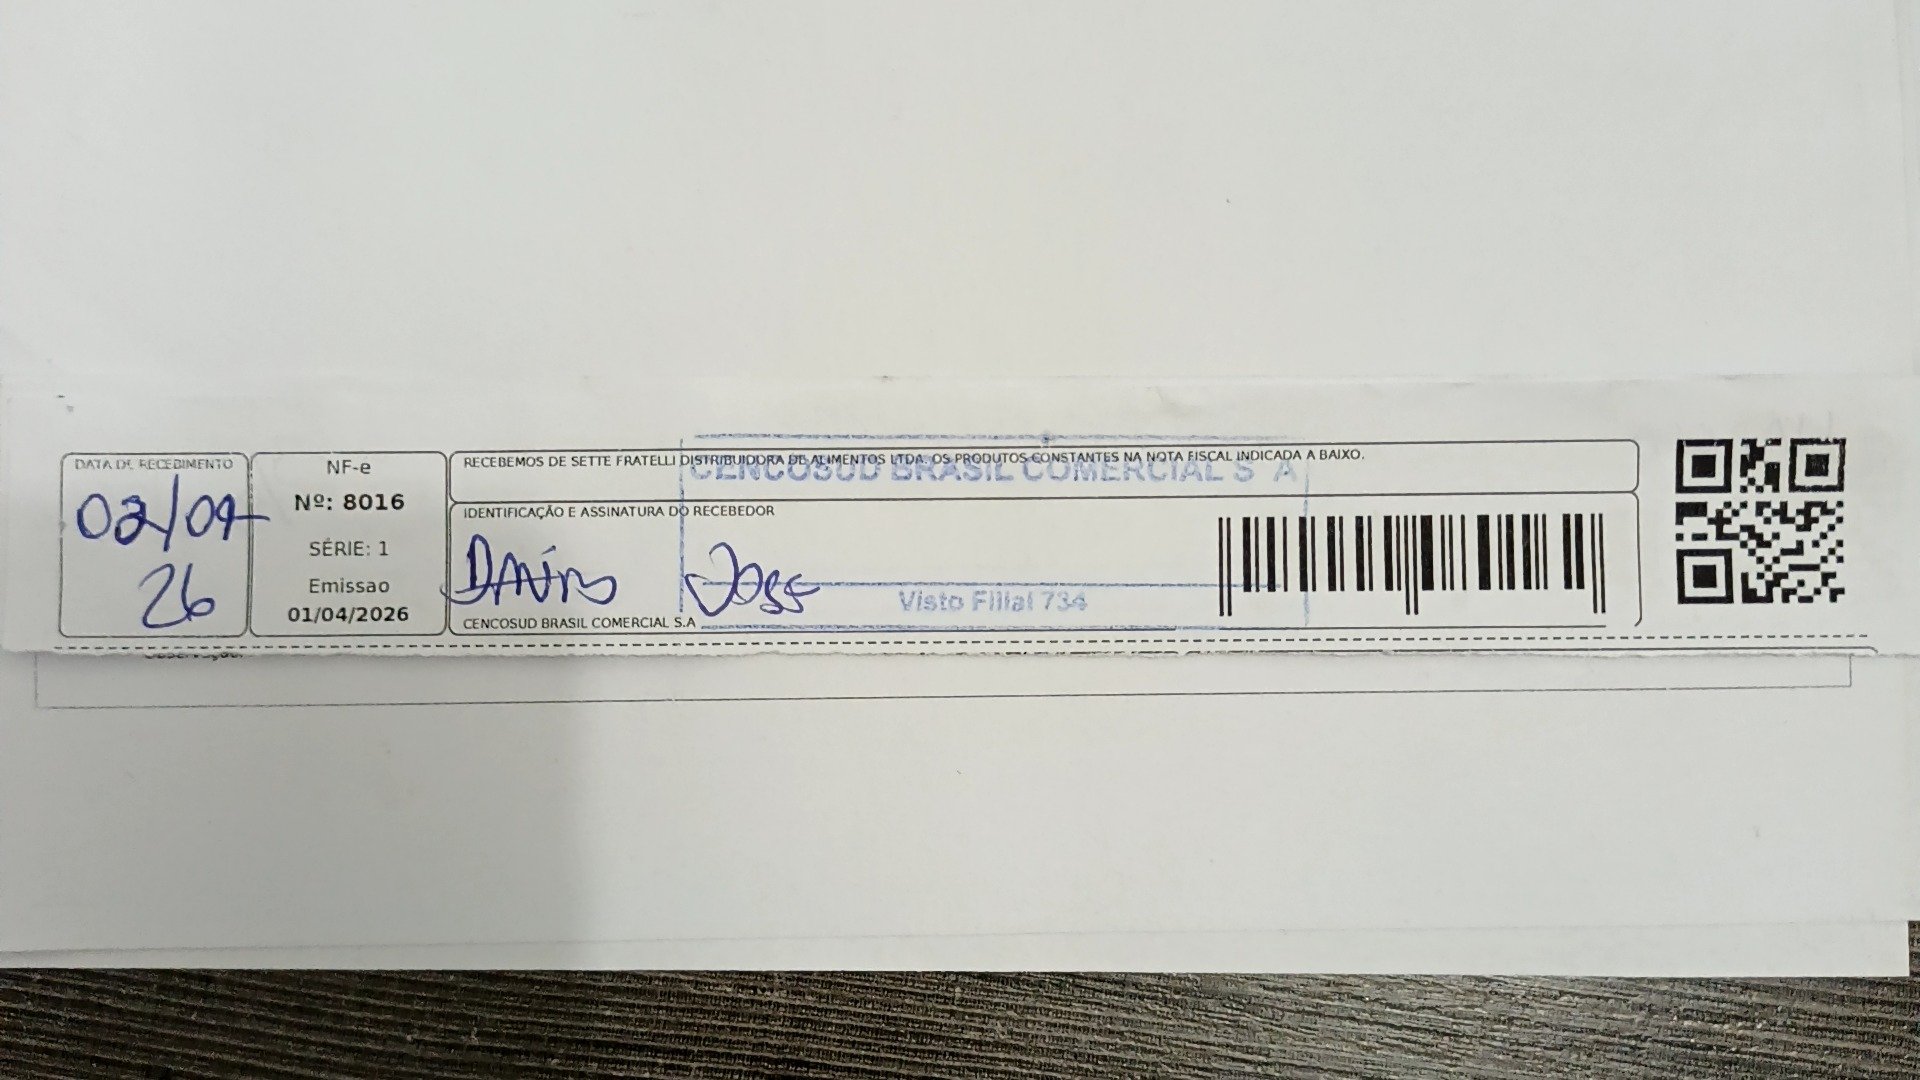 DATA DE RECEBIMENTO
02/04
26
NF-e
Nº: 8016
SÉRIE: 1
Emissao
01/04/2026
RECEBEMOS DE SETTE FRATELLI DISTRIBUIDORA DE ALIMENTOS LTDA, OS PRODUTOS CONSTANTES NA NOTA FISCAL INDICADA A BAIXO.
CENCOSUD BRASIL COMERCIAL S A
IDENTIFICAÇÃO E ASSINATURA DO RECEBEDOR
José
Visto Filial 734
CENCOSUD BRASIL COMERCIAL S.A